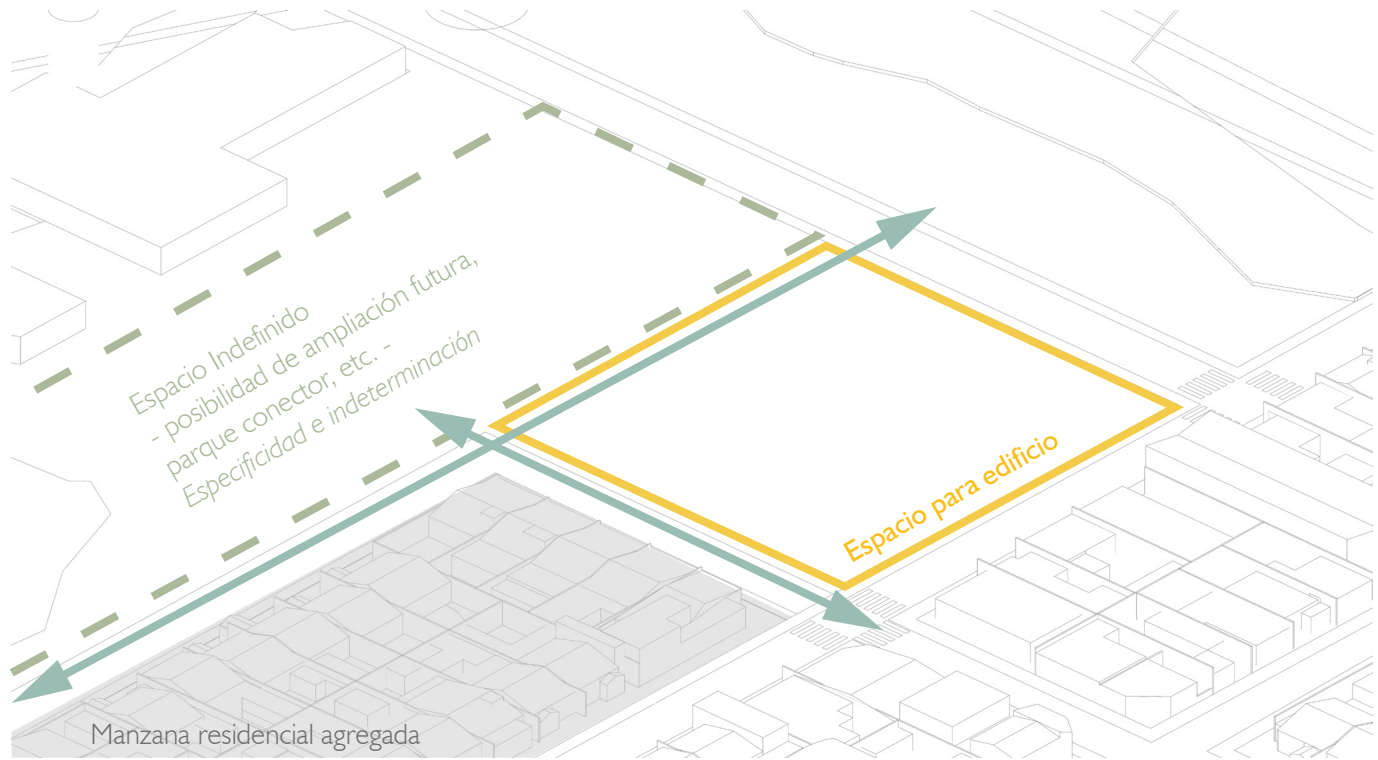 Espacio Indefinido
- posibilidad de ampliación futura,
parque conector, etc. -
Especificidad e indeterminación
Espacio para edificio
Manzana residencial agregada